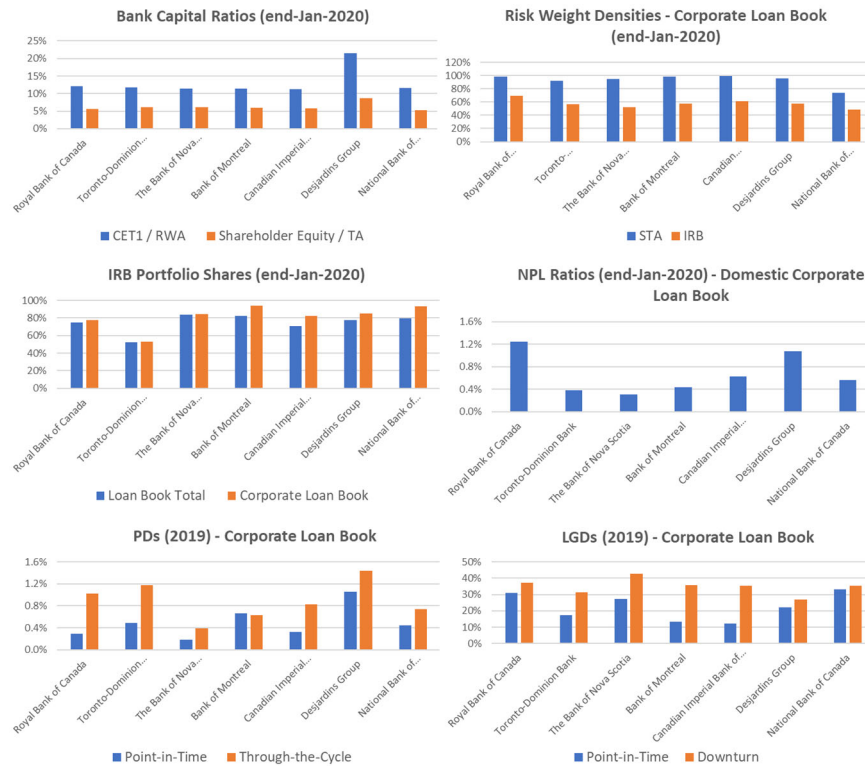 Bank Capital Ratios (end-Jan-2020)
25%
20%
15%
10%
5%
0%
Royal Bank of Canada
Toronto-Dominion...
The Bank of Nova...
Bank of Montreal
Canadian Imperial...
Desjardins Group
National Bank of...
CET1 / RWA
Shareholder Equity / TA
Risk Weight Densities - Corporate Loan Book
(end-Jan-2020)
120%
100%
80%
60%
40%
20%
0%
Royal Bank of...
Toronto-...
The Bank of Nova...
Bank of Montreal
Canadian...
Desjardins Group
National Bank of...
STA
IRB
IRB Portfolio Shares (end-Jan-2020)
100%
80%
60%
40%
20%
0%
Royal Bank of Canada
Toronto-Dominion...
The Bank of Nova...
Bank of Montreal
Canadian Imperial...
Desjardins Group
National Bank of...
Loan Book Total
Corporate Loan Book
NPL Ratios (end-Jan-2020) - Domestic Corporate
Loan Book
1.6%
1.2%
0.8%
0.4%
0.0%
Royal Bank of Canada
Toronto-Dominion Bank
The Bank of Nova Scotia
Bank of Montreal
Canadian Imperial...
Desjardins Group
National Bank of Canada
PDs (2019) - Corporate Loan Book
1.6%
1.2%
0.8%
0.4%
0.0%
Royal Bank of Canada
Toronto-Dominion...
The Bank of Nova...
Bank of Montreal
Canadian Imperial...
Desjardins Group
National Bank of...
Point-in-Time
Through-the-Cycle
LGDs (2019) - Corporate Loan Book
50%
40%
30%
20%
10%
0%
Royal Bank of Canada
Toronto-Dominion Bank
The Bank of Nova Scotia
Bank of Montreal
Canadian Imperial Bank of...
Desjardins Group
National Bank of Canada
Point-in-Time
Downturn